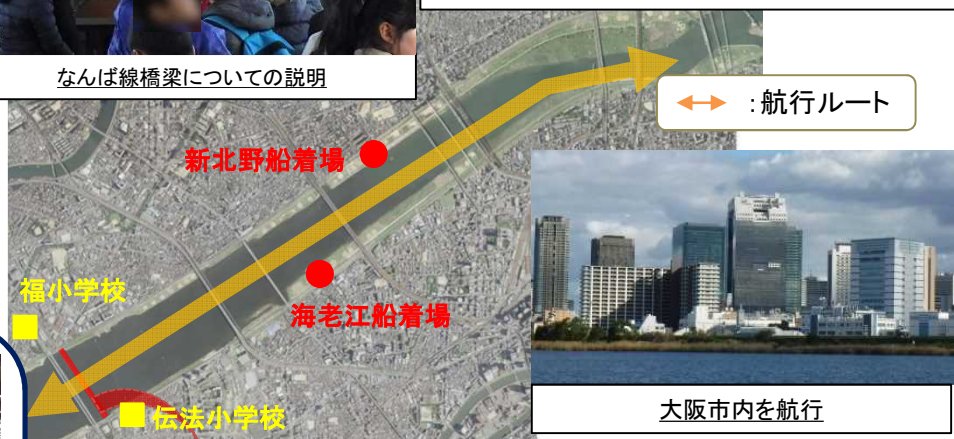 なんば線橋梁についての説明
:航行ルート
新北野船着場
海老江船着場
福小学校
伝法小学校
大阪市内を航行